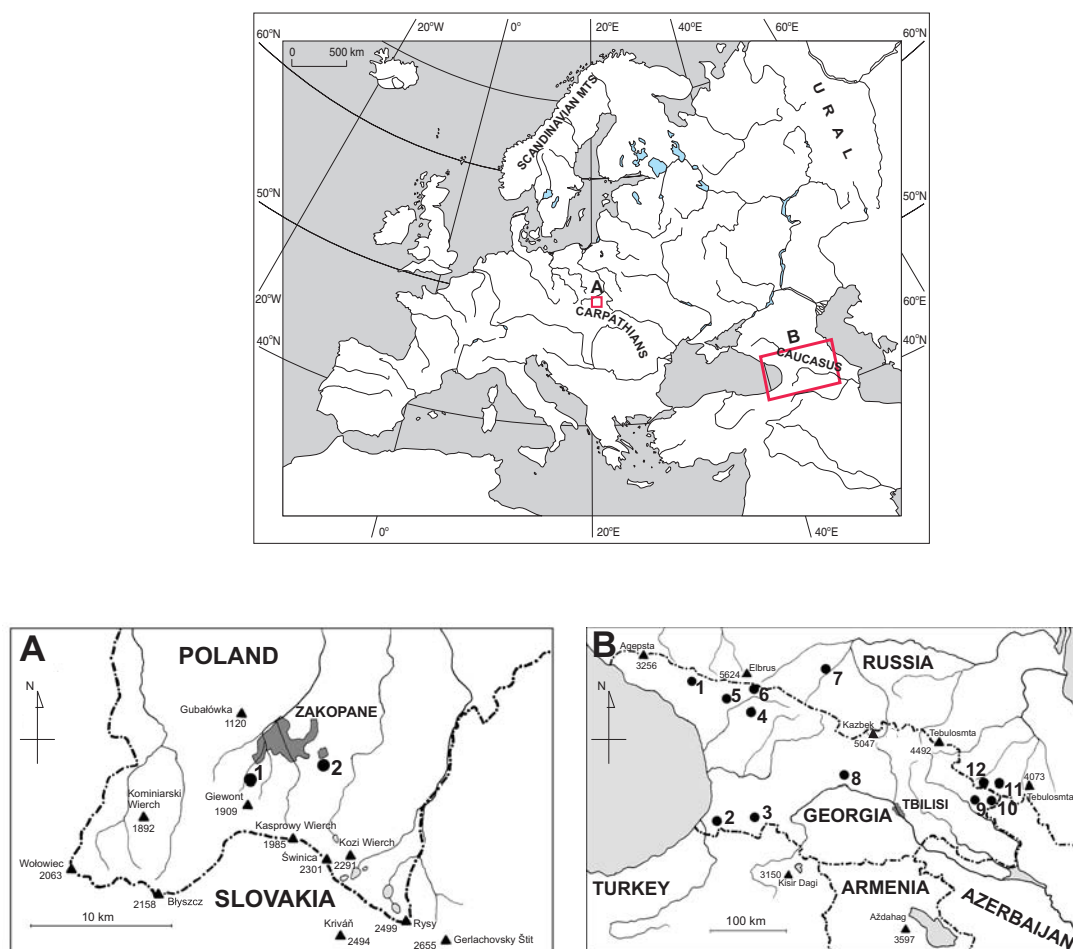 20°W
0°
20°E
40°E
60°E
60°N
60°N
0 500 km
URAL
SCANDINAVIAN MTS
50°N
50°N
A
CARPATHIANS
20°W
60°E
B
CAUCASUS
40°N
40°N
0°
20°E
40°E
A
POLAND
N
Gubałówka
1120
ZAKOPANE
1
2
Giewont
1909
Kominiarski
Wierch
1892
Kasprowy Wierch
1985
Kozi Wierch
2291
Świnica
2301
Wołowiec
2063
2158
Błyszcz
SLOVAKIA
10 km
Kriváň
2494
2499
Rysy
2655
Gerlachovsky Štit
B
Agepsta
3256
5624
Elbrus
RUSSIA
N
1
5
6
7
4
Kazbek
5047
Tebulosmta
4492
8
12
11
4073
Tebulosmta
9
10
2
3
GEORGIA
TBILISI
TURKEY
3150
Kisir Dagi
ARMENIA
AZERBAIJAN
100 km
Aždahag
3597